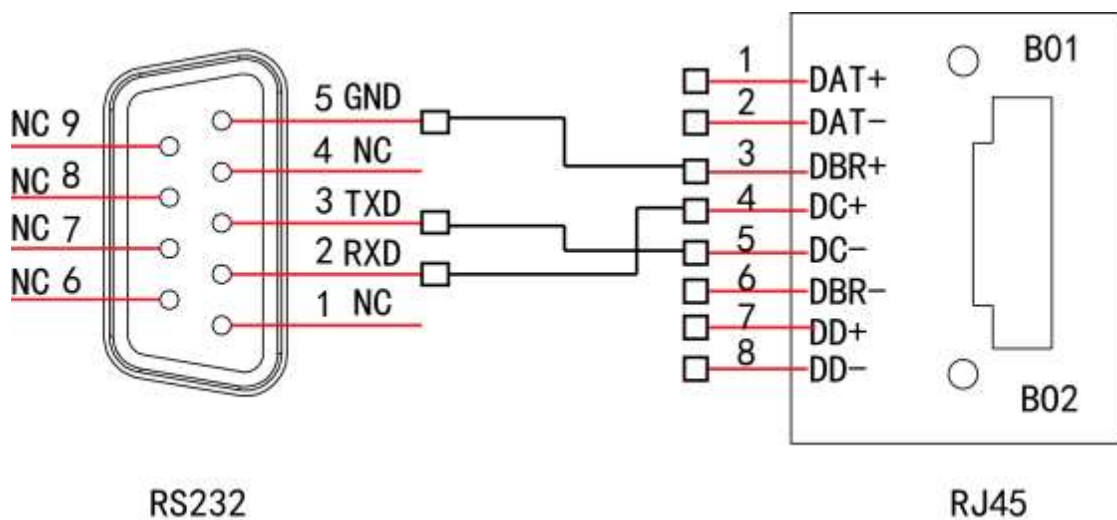 NC 9
NC 8
NC 7
NC 6
5 GND
4 NC
3 TXD
2 RXD
1 NC
1 DAT+
2 DAT-
3 DBR+
4 DC+
5 DC-
6 DBR-
7 DD+
8 DD-
B01
B02
RS232
RJ45